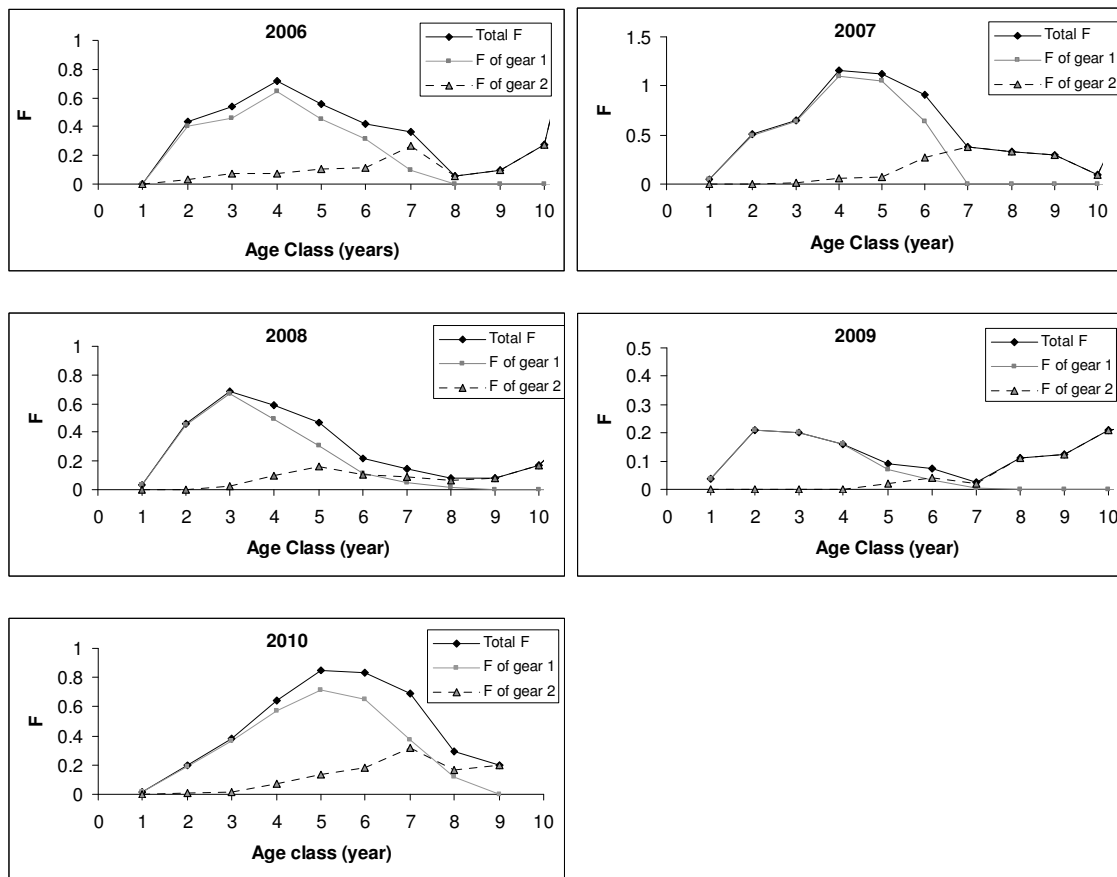 2006
Total F
F of gear 1
F of gear 2
1
0.8
0.6
0.4
0.2
0
F
0 1 2 3 4 5 6 7 8 9 10
Age Class (years)
2007
Total F
F of gear 1
F of gear 2
1.5
1
0.5
0
F
0 1 2 3 4 5 6 7 8 9 10
Age Class (year)
2008
Total F
F of gear 1
F of gear 2
1
0.8
0.6
0.4
0.2
0
F
0 1 2 3 4 5 6 7 8 9 10
Age Class (year)
2009
Total F
F of gear 1
F of gear 2
0.5
0.4
0.3
0.2
0.1
0
F
0 1 2 3 4 5 6 7 8 9 10
Age Class (year)
2010
Total F
F of gear 1
F of gear 2
1
0.8
0.6
0.4
0.2
0
F
0 1 2 3 4 5 6 7 8 9 10
Age class (year)